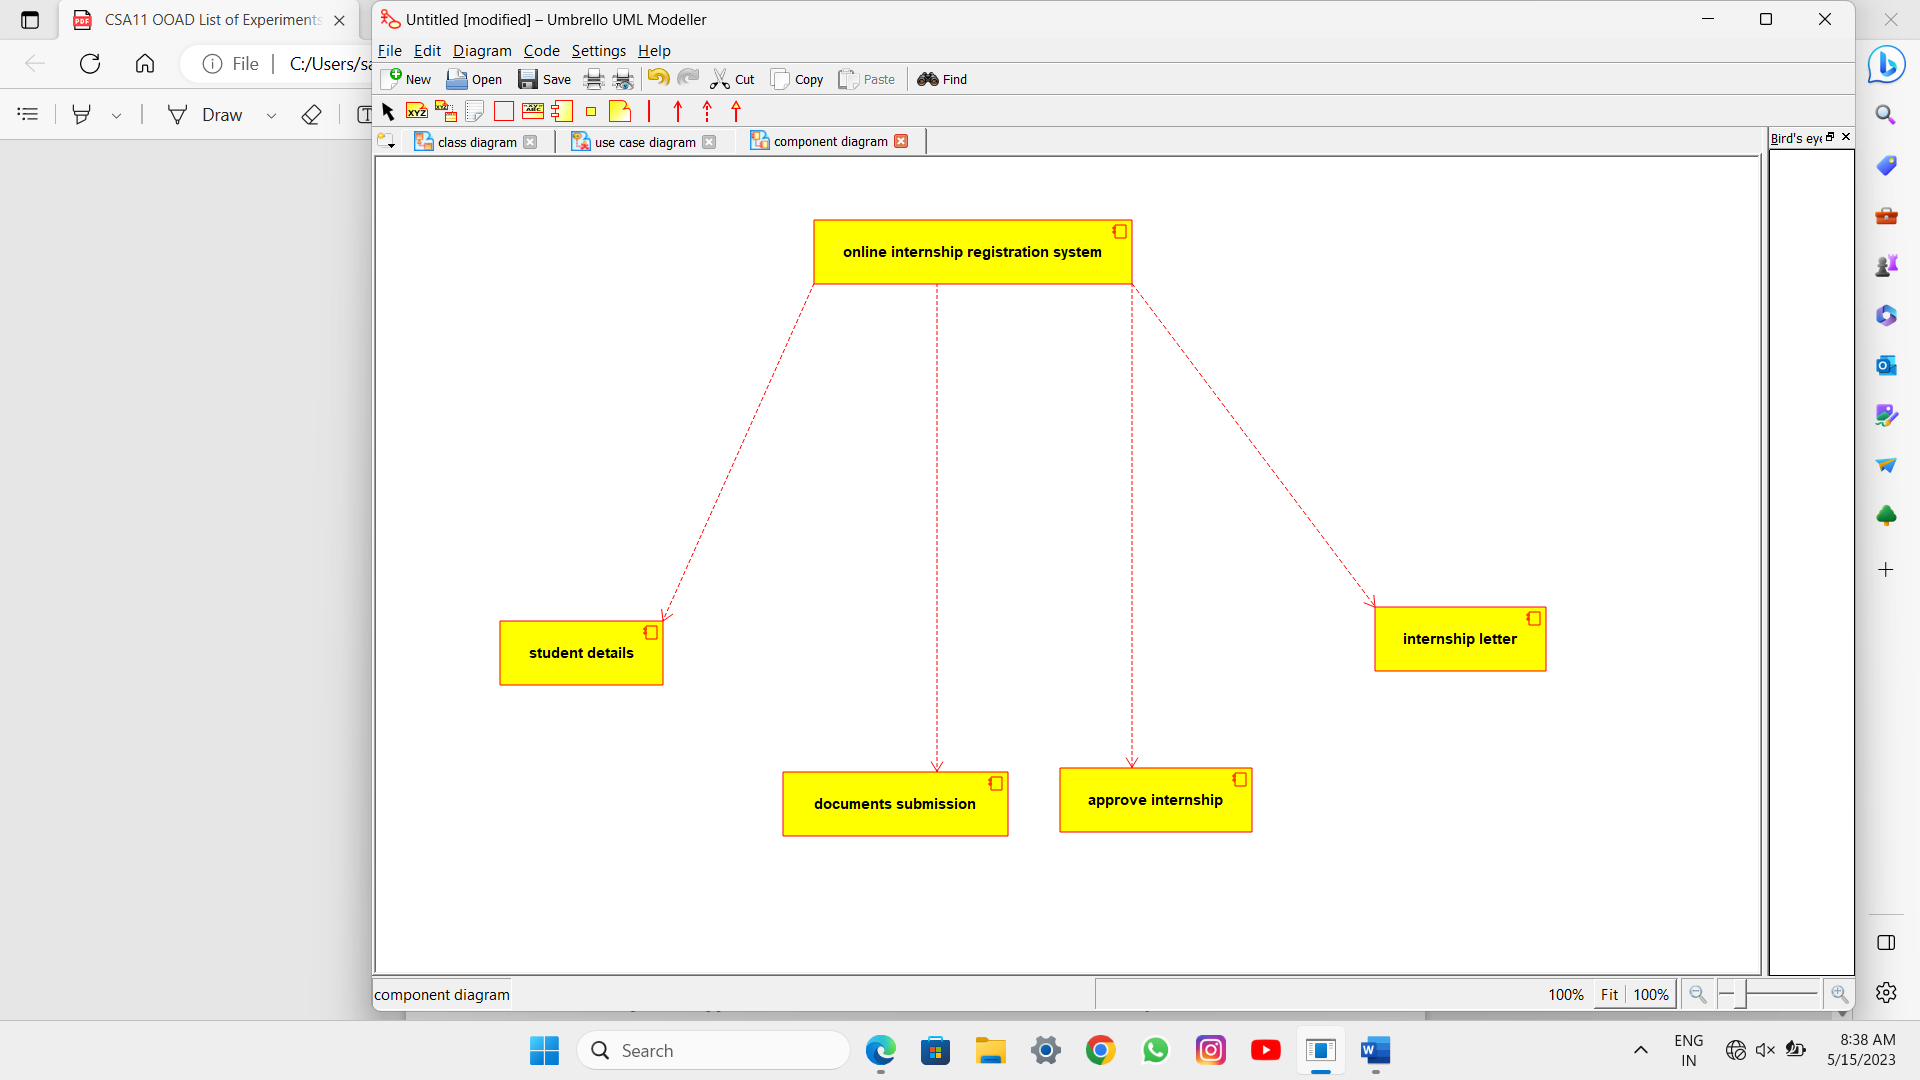 CSA11 OOAD List of Experiments
Untitled [modified] – Umbrello UML Modeller
File Edit Diagram Code Settings Help
File C:/Users/sa
New Open Save Cut Copy Paste Find
Draw
XYZ
class diagram use case diagram component diagram
Bird's eye
online internship registration system
student details
internship letter
documents submission
approve internship
component diagram
100% Fit 100%
Search
ENG
IN
8:38 AM
5/15/2023